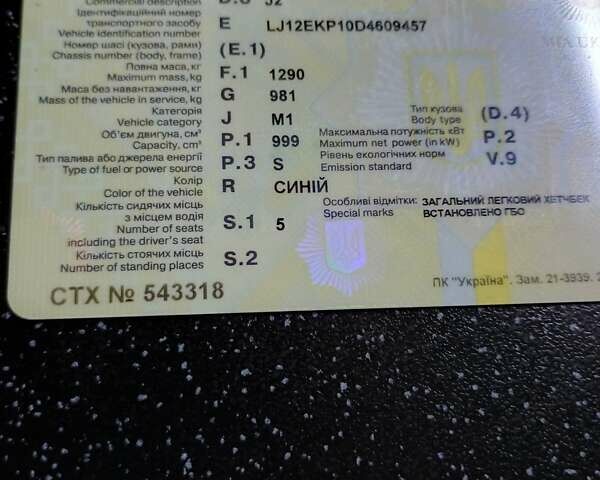 Commercial description D.3 J2
Ідентифікаційний номер
транспортного засобу
Vehicle identification number
E LJ12EKP10D4609457
Номер шасі (кузова, рами)
Chassis number (body, frame)
(E.1)
Повна маса, кг
Maximum mass, kg
F.1 1290
Маса без навантаження, кг
Mass of the vehicle in service, kg
G 981
Категорія
Vehicle category
J M1
Об'єм двигуна, см³
Capacity, cm³
P.1 999
Тип палива або джерела енергії
Type of fuel or power source
P.3 S
Колір
Color of the vehicle
R СИНІЙ
Кількість сидячих місць
з місцем водія
Number of seats
including the driver's seat
S.1 5
Кількість стоячих місць
Number of standing places
S.2
Тип кузова
Body type
(D.4)
Максимальна потужність кВт
Maximum net power (in kW)
P.2
Рівень екологічних норм
Emission standard
V.9
Особливі відмітки: ЗАГАЛЬНИЙ ЛЕГКОВИЙ ХЕТЧБЕК
Special marks ВСТАНОВЛЕНО ГБО
СТХ № 543318
ПК "Україна". Зам. 21-3939. 2